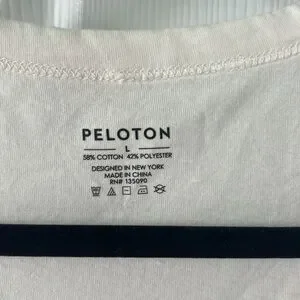 PELOTON
L
58% COTTON 42% POLYESTER
DESIGNED IN NEW YORK
MADE IN CHINA
RN# 135090